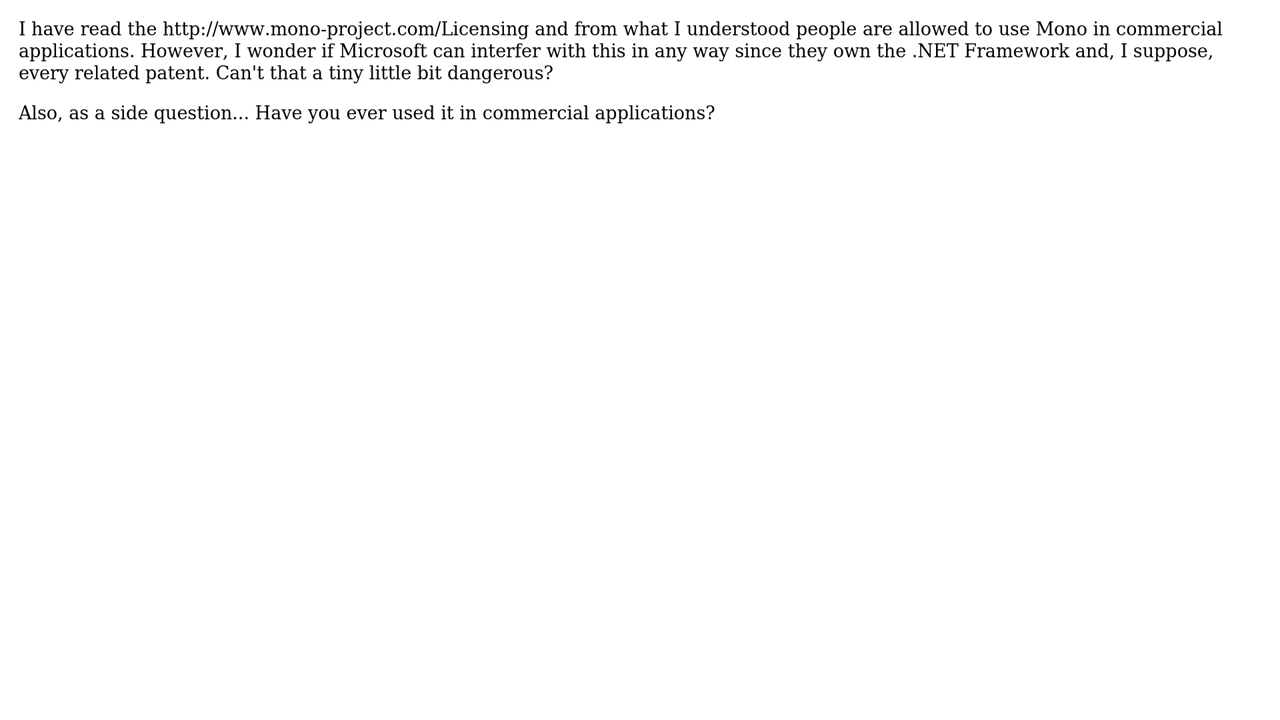 I have read the http://www.mono-project.com/Licensing and from what I understood people are allowed to use Mono in commercial
applications. However, I wonder if Microsoft can interfer with this in any way since they own the .NET Framework and, I suppose,
every related patent. Can't that a tiny little bit dangerous?
Also, as a side question... Have you ever used it in commercial applications?